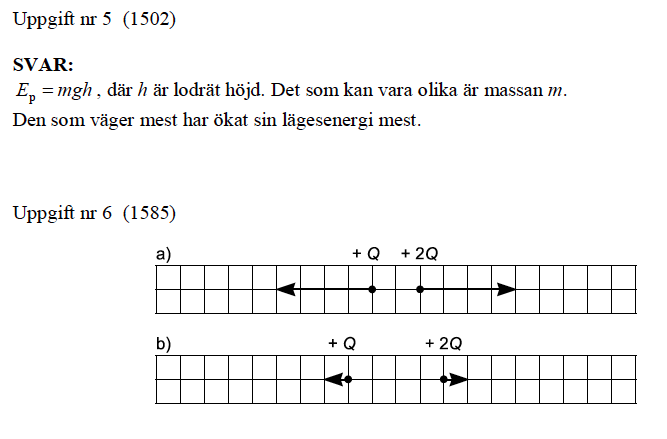 Uppgift nr 5 (1502)
SVAR:
Eₚ = mgh, där h är lodrät höjd. Det som kan vara olika är massan m.
Den som väger mest har ökat sin lägesenergi mest.
Uppgift nr 6 (1585)
a) + Q + 2Q
b) + Q + 2Q